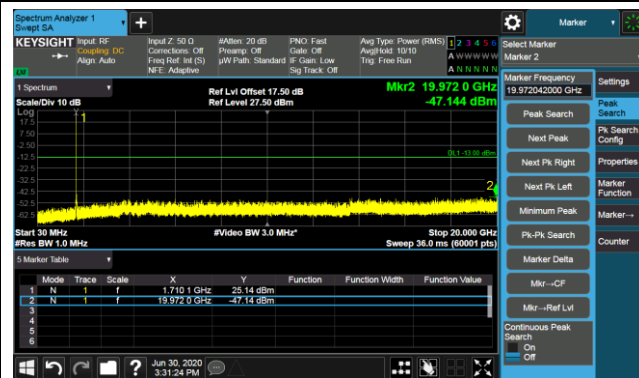 Spectrum Analyzer 1
Swept SA
Marker
KEYSIGHT
Input: RF
Coupling: DC
Align: Auto
Input Z: 50 Ω
Corrections: Off
Freq Ref: Int (S)
NFE: Adaptive
#Atten: 20 dB
Preamp: Off
µW Path: Standard
PNO: Fast
Gate: Off
IF Gain: Low
Sig Track: Off
Avg Type: Power (RMS)
Avg|Hold: 10/10
Trig: Free Run
1 2 3 4 5 6
A W W W W W
A N N N N N
LM
Select Marker
Marker 2
1 Spectrum
Scale/Div 10 dB
Log
Ref Lvl Offset 17.50 dB
Ref Level 27.50 dBm
Mkr2 19.972 0 GHz
-47.144 dBm
17.5
7.50
-2.50
-12.5
-22.5
-32.5
-42.5
-52.5
-62.5
1
DL1 -13.00 dBm
2
Start 30 MHz
#Res BW 1.0 MHz
#Video BW 3.0 MHz*
Stop 20.000 GHz
Sweep 36.0 ms (60001 pts)
5 Marker Table
Mode Trace Scale X Y Function Function Width Function Value
1 N 1 f 1.710 1 GHz 25.14 dBm
2 N 1 f 19.972 0 GHz -47.14 dBm
3
4
5
6
Marker Frequency
19.972042000 GHz
Peak Search
Next Peak
Next Pk Right
Next Pk Left
Minimum Peak
Pk-Pk Search
Marker Delta
Mkr→CF
Mkr→Ref Lvl
Continuous Peak
Search
On
Off
Settings
Peak
Search
Pk Search
Config
Properties
Marker
Function
Marker→
Counter
?
Jun 30, 2020
3:31:24 PM